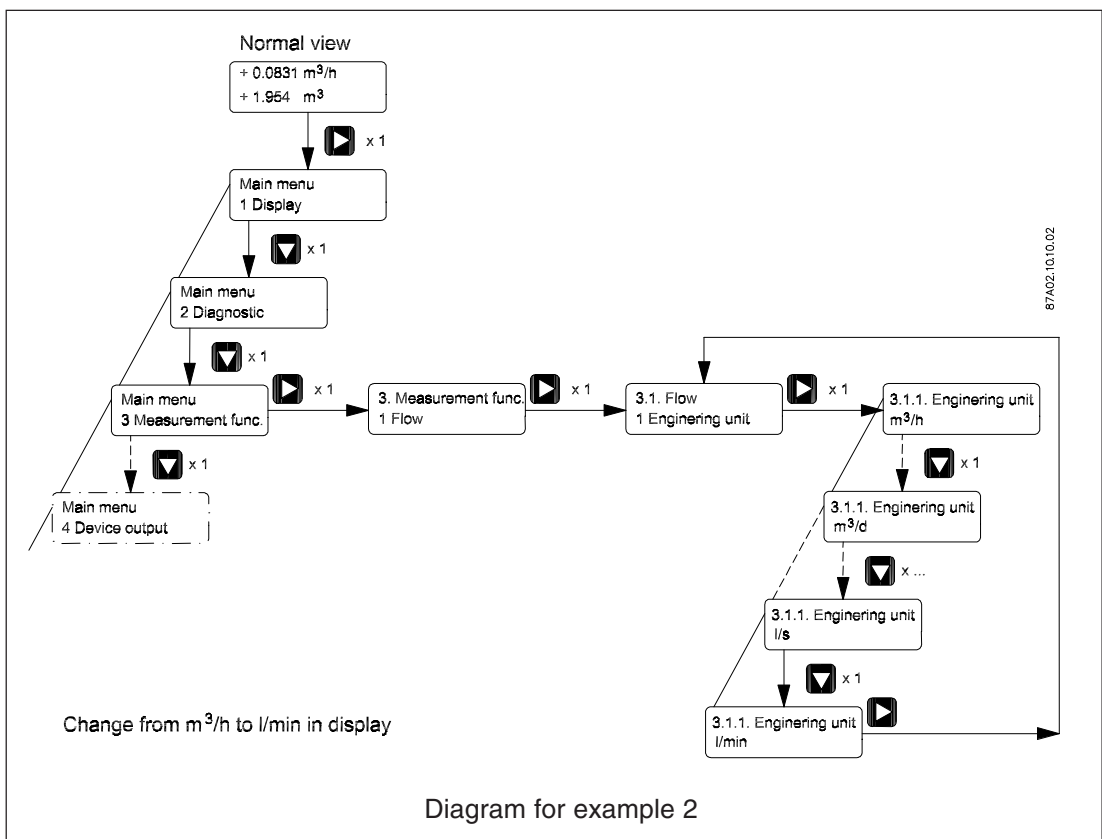 Normal view
+ 0.0831 m³/h
+ 1.954 m³
x 1
Main menu
1 Display
x 1
Main menu
2 Diagnostic
x 1
Main menu
3 Measurement func.
x 1
3. Measurement func.
1 Flow
x 1
3.1. Flow
1 Enginering unit
x 1
3.1.1. Enginering unit
m³/h
x 1
Main menu
4 Device output
x 1
3.1.1. Enginering unit
m³/d
x ...
3.1.1. Enginering unit
l/s
x 1
3.1.1. Enginering unit
l/min
Change from m³/h to l/min in display
87A02.10.10.02
Diagram for example 2